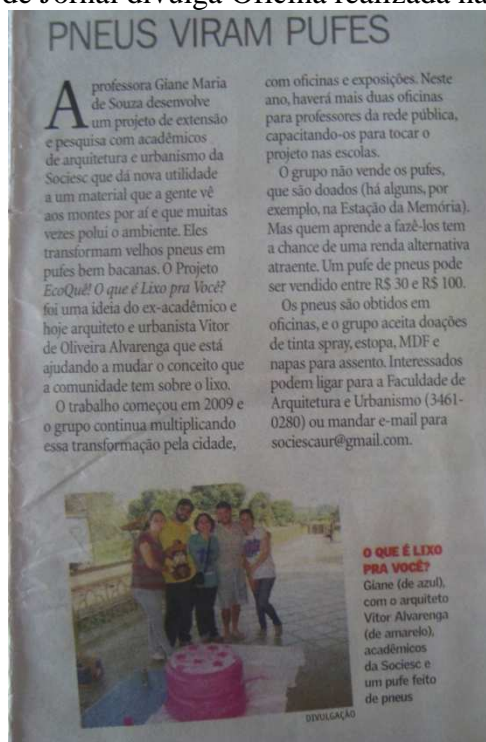 de Jornal divulga Oficina realizada na
PNEUS VIRAM PUFES
A professora Giane Maria
de Souza desenvolve
um projeto de extensão
e pesquisa com acadêmicos
de arquitetura e urbanismo da
Sociesc que dá nova utilidade
a um material que a gente vê
aos montes por aí e que muitas
vezes polui o ambiente. Eles
transformam velhos pneus em
pufes bem bacanas. O Projeto
EcoQuê! O que é Lixo pra Você?
foi uma ideia do ex-acadêmico e
hoje arquiteto e urbanista Vitor
de Oliveira Alvarenga que está
ajudando a mudar o conceito que
a comunidade tem sobre o lixo.
O trabalho começou em 2009 e
o grupo continua multiplicando
essa transformação pela cidade,
com oficinas e exposições. Neste
ano, haverá mais duas oficinas
para professores da rede pública,
capacitando-os para tocar o
projeto nas escolas.
O grupo não vende os pufes,
que são doados (há alguns, por
exemplo, na Estação da Memória).
Mas quem aprende a fazê-los tem
a chance de uma renda alternativa
atraente. Um pufe de pneus pode
ser vendido entre R$ 30 e R$ 100.
Os pneus são obtidos em
oficinas, e o grupo aceita doações
de tinta spray, estopa, MDF e
napas para assento. Interessados
podem ligar para a Faculdade de
Arquitetura e Urbanismo (3461-
0280) ou mandar e-mail para
sociescaur@gmail.com.
O QUE É LIXO
PRA VOCÊ?
Giane (de azul),
com o arquiteto
Vitor Alvarenga
(de amarelo),
acadêmicos
da Sociesc e
um pufe feito
de pneus
DIVULGAÇÃO